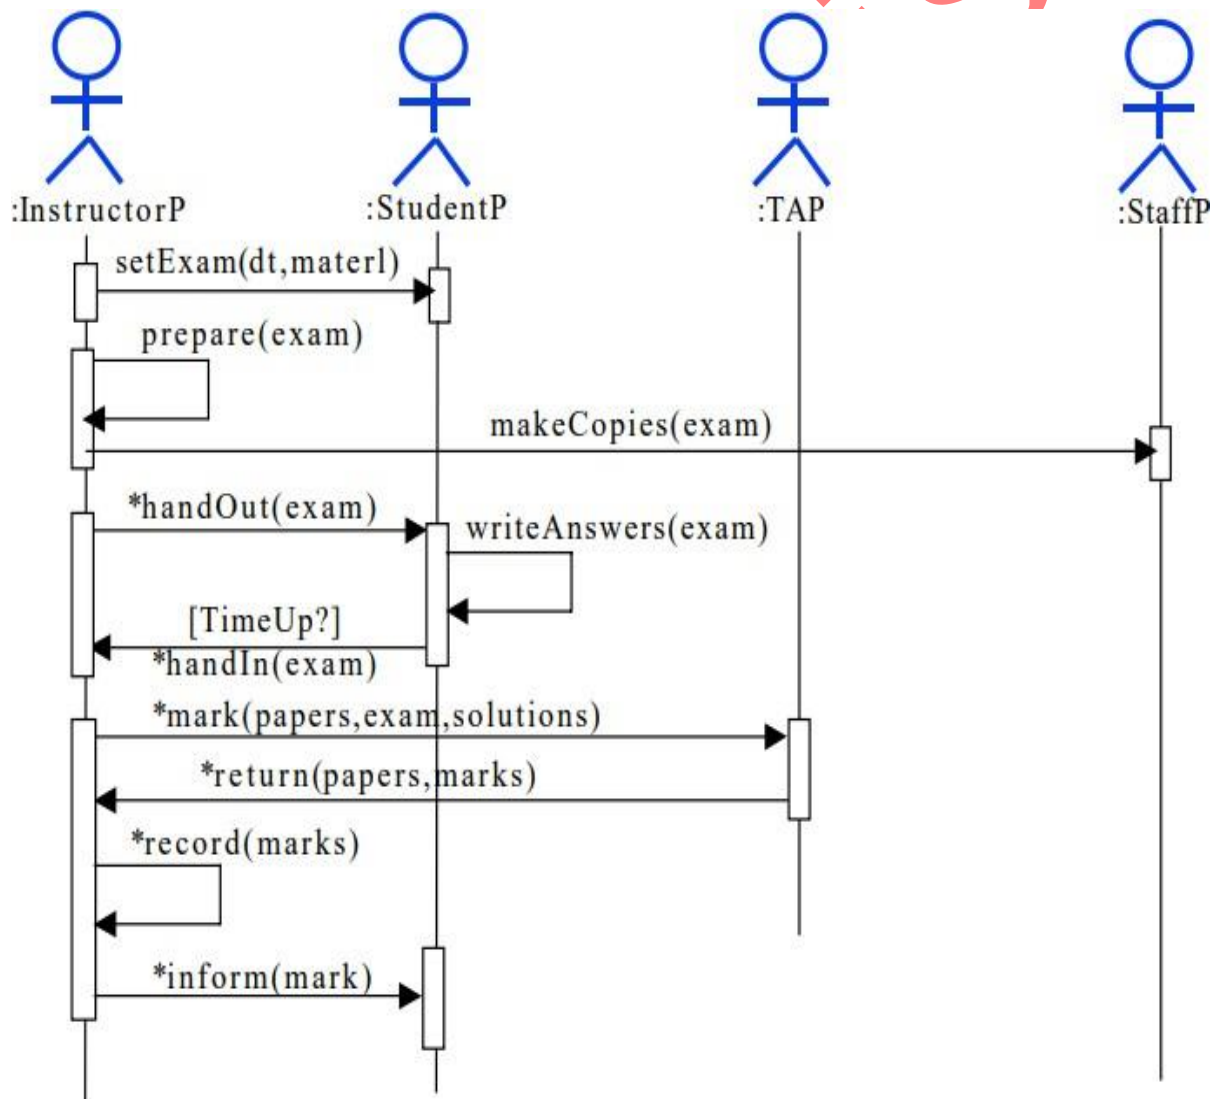 :InstructorP
:StudentP
:TAP
:StaffP
setExam(dt,materl)
prepare(exam)
makeCopies(exam)
*handOut(exam)
writeAnswers(exam)
[TimeUp?]
*handIn(exam)
*mark(papers,exam,solutions)
*return(papers,marks)
*record(marks)
*inform(mark)